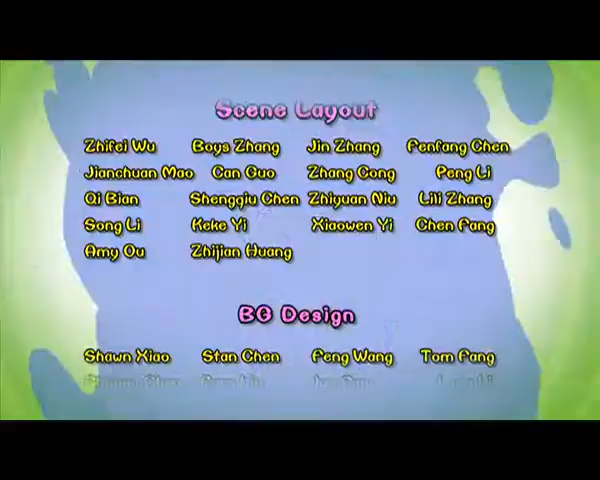 Scene Layout
Zhifei Wu Boys Zhang Jin Zhang Fenfang Chen
Jianchuan Mao Can Guo Zhang Cong Peng Li
Qi Bian Shengqiu Chen Zhiyuan Niu Lili Zhang
Song Li Keke Yi Xiaowen Yi Chen Fang
Amy Ou Zhijian Huang
BG Design
Shawn Xiao Stan Chen Feng Wang Tom Fang